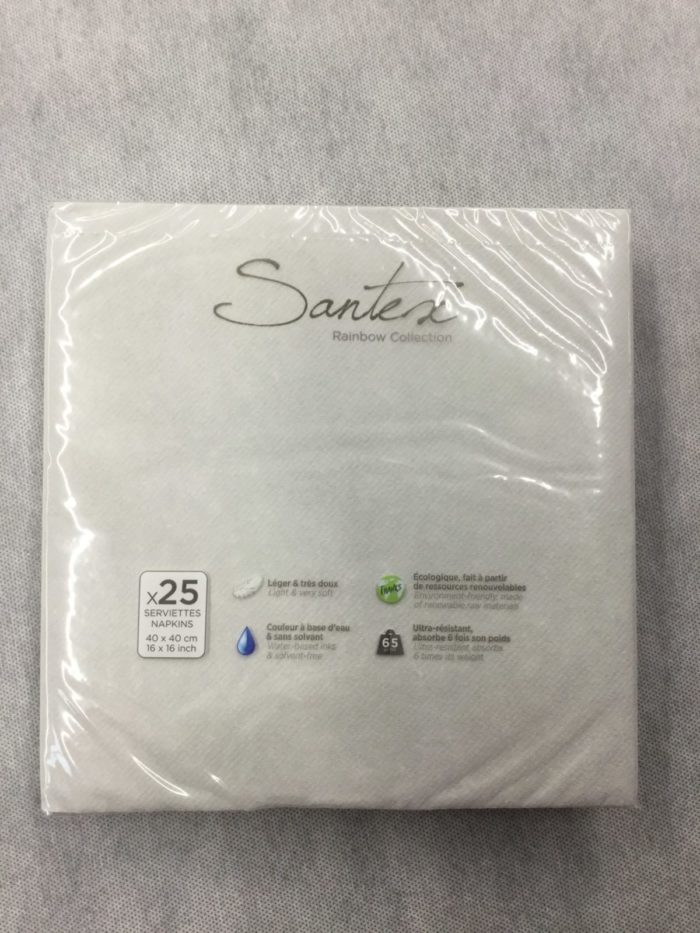 Santex
Rainbow Collection
x25
SERVIETTES
NAPKINS
40 x 40 cm
16 x 16 inch
Léger & très doux
Light & very soft
Couleur à base d'eau
& sans solvant
Water-based inks
& solvent-free
Écologique, fait à partir
de ressources renouvelables
Environment-friendly, made
of renewable raw materials
65
Ultra-résistant,
absorbe 6 fois son poids
Ultra-resistant, absorbs
6 times its weight